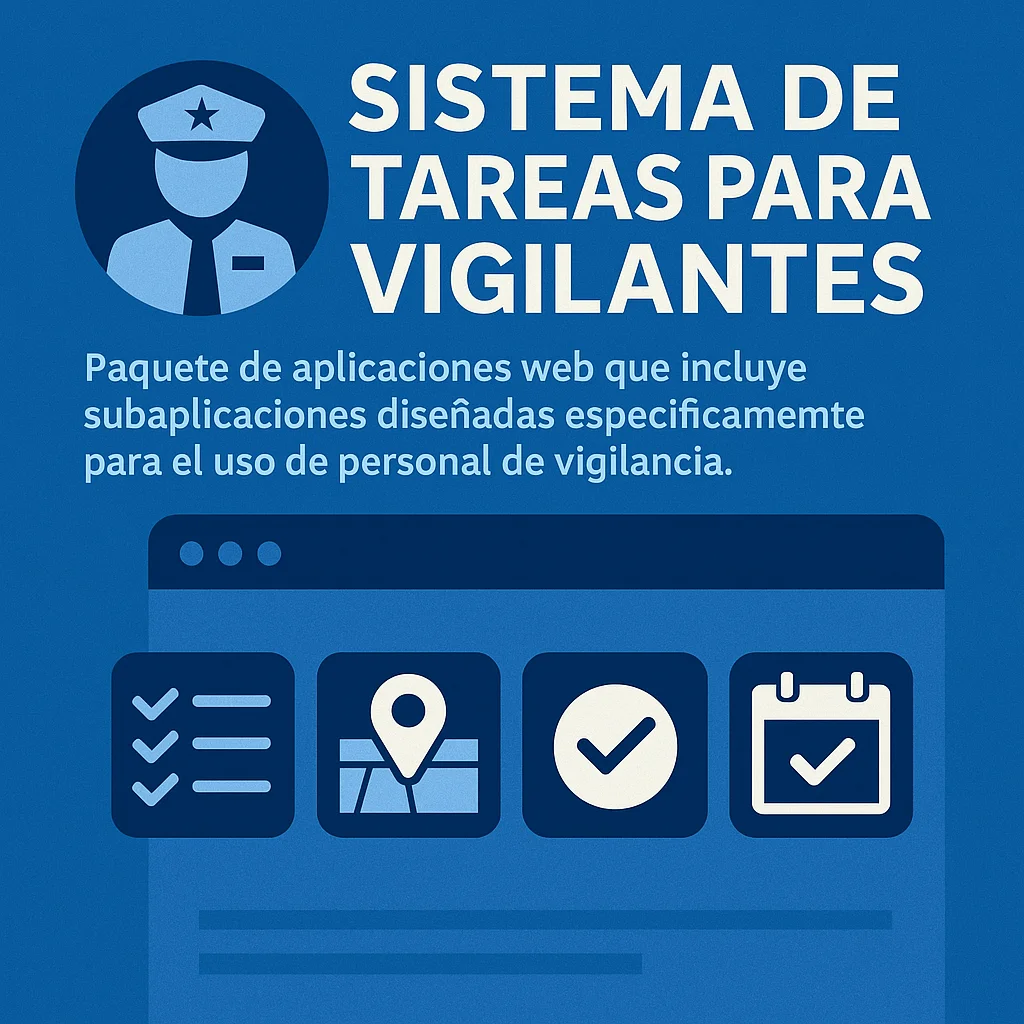 SISTEMA DE
TAREAS PARA
VIGILANTES
Paquete de aplicaciones web que incluye
subaplicaciones diseñadas especificamemte
para el uso de personal de vigilancia.